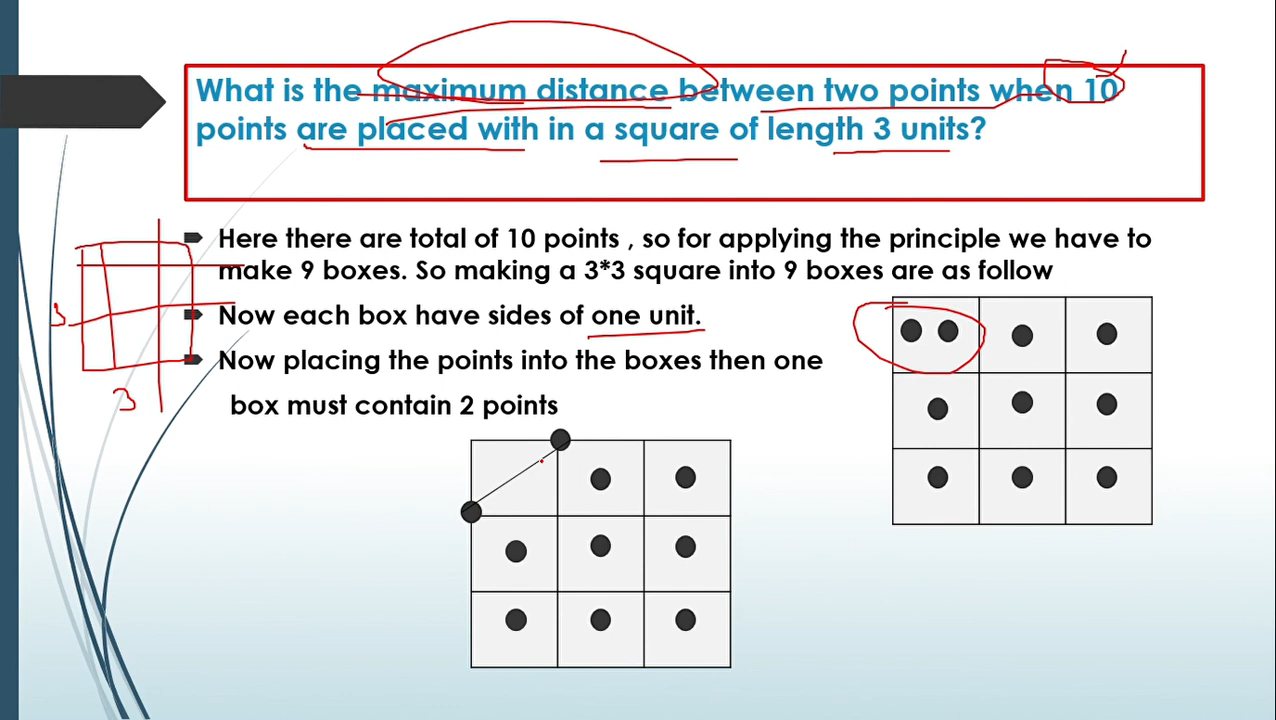 What is the maximum distance between two points when 10
points are placed with in a square of length 3 units?
Here there are total of 10 points , so for applying the principle we have to
make 9 boxes. So making a 3*3 square into 9 boxes are as follow
Now each box have sides of one unit.
3
Now placing the points into the boxes then one
3
box must contain 2 points